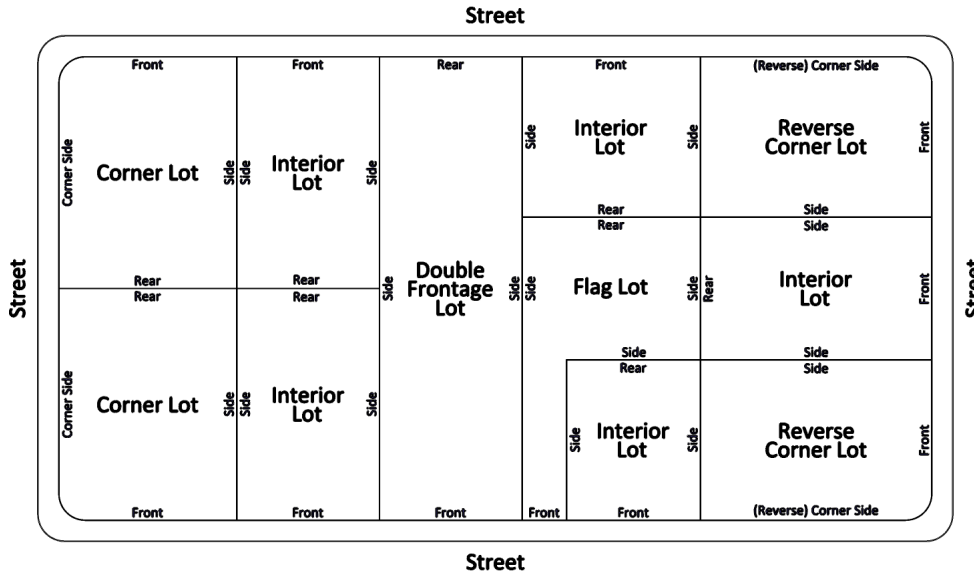 Street
Front
Front
Rear
Front
(Reverse) Corner Side
Corner Side
Corner Lot
Side
Side
Interior
Lot
Side
Side
Interior
Lot
Side
Reverse
Corner Lot
Front
Rear
Side
Rear
Side
Rear
Rear
Rear
Rear
Street
Side
Double
Frontage
Lot
Side
Side
Flag Lot
Side
Rear
Interior
Lot
Front
Street
Side
Side
Rear
Side
Corner Side
Corner Lot
Side
Side
Interior
Lot
Side
Side
Interior
Lot
Side
Reverse
Corner Lot
Front
Front
Front
Front
Front
Front
(Reverse) Corner Side
Street